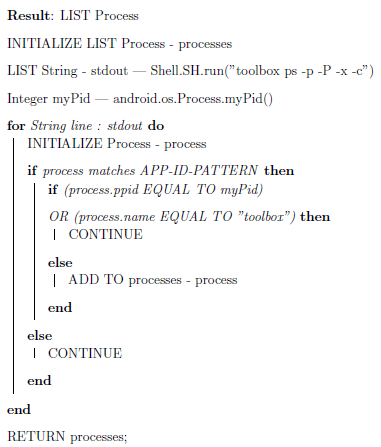 Result: LIST Process
INITIALIZE LIST Process - processes
LIST String - stdout — Shell.SH.run("toolbox ps -p -P -x -c")
Integer myPid — android.os.Process.myPid()
for String line : stdout do
INITIALIZE Process - process
if process matches APP-ID-PATTERN then
if (process.ppid EQUAL TO myPid)
OR (process.name EQUAL TO "toolbox") then
CONTINUE
else
ADD TO processes - process
end
else
CONTINUE
end
end
RETURN processes;